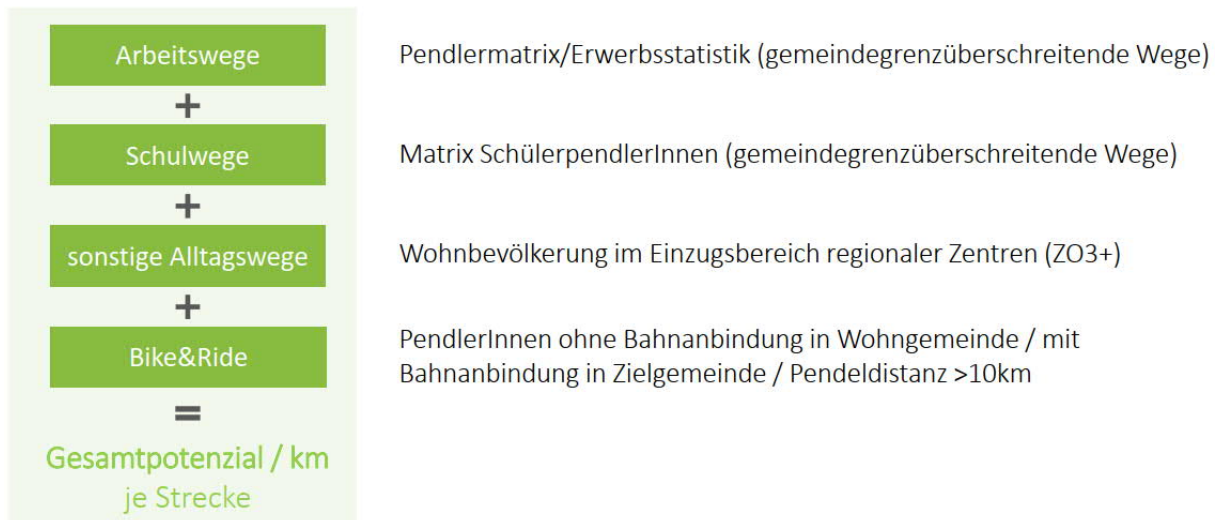 Arbeitswege
Pendlermatrix/Erwerbsstatistik (gemeindegrenzüberschreitende Wege)
+
Schulwege
Matrix SchülerpendlerInnen (gemeindegrenzüberschreitende Wege)
+
sonstige Alltagswege
Wohnbevölkerung im Einzugsbereich regionaler Zentren (ZO3+)
+
Bike&Ride
PendlerInnen ohne Bahnanbindung in Wohngemeinde / mit
Bahnanbindung in Zielgemeinde / Pendeldistanz >10km
=
Gesamtpotenzial / km
je Strecke